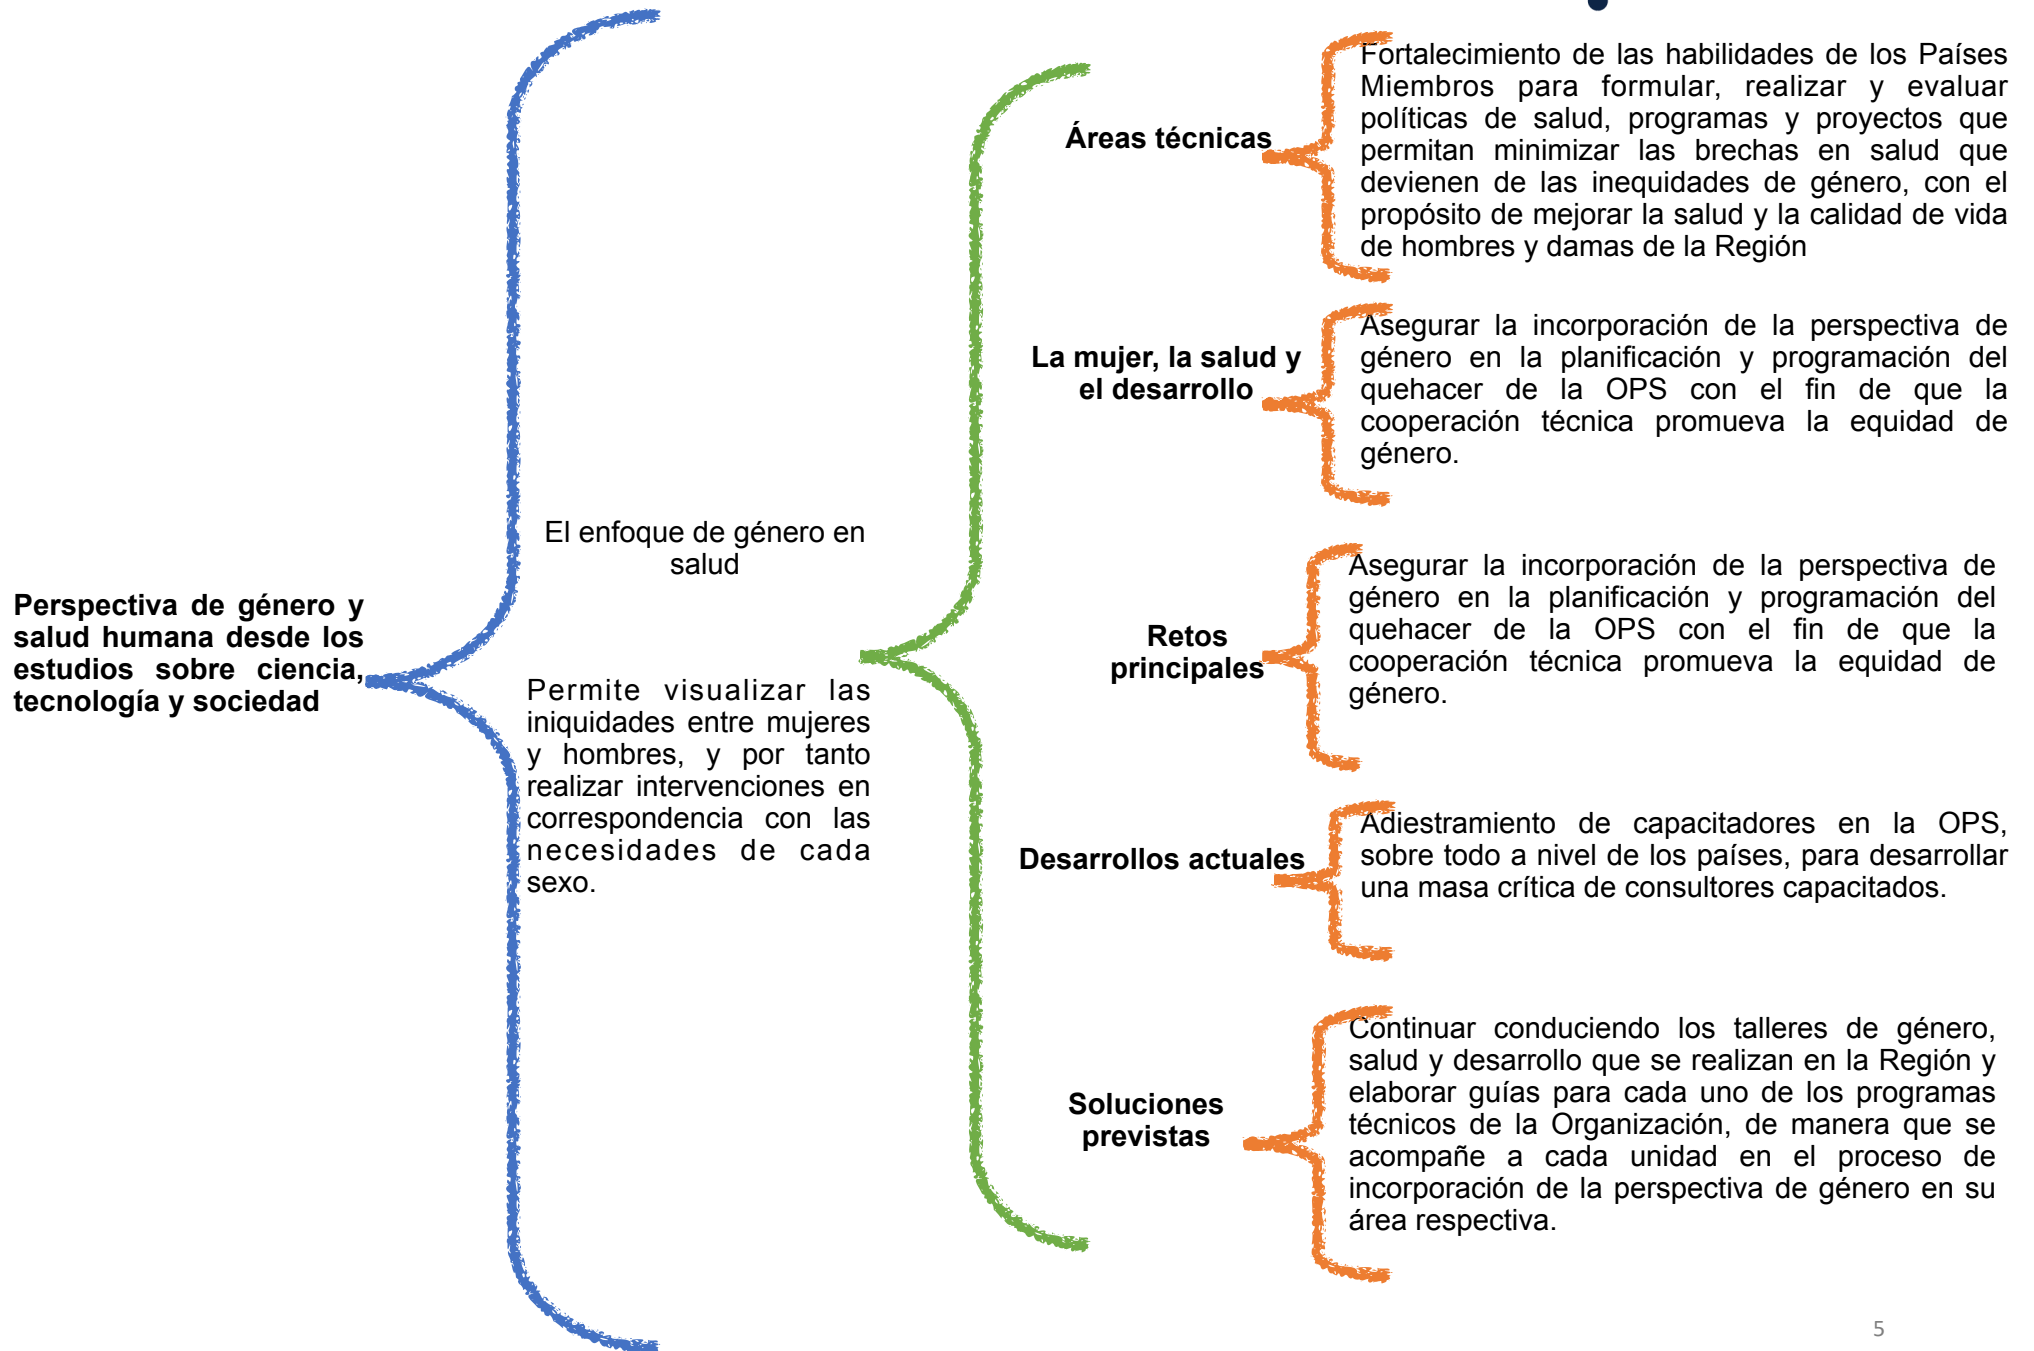 Perspectiva de género y
salud humana desde los
estudios sobre ciencia,
tecnología y sociedad
El enfoque de género en
salud
Permite visualizar las
iniquidades entre mujeres
y hombres, y por tanto
realizar intervenciones en
correspondencia con las
necesidades de cada
sexo.
Áreas técnicas
Fortalecimiento de las habilidades de los Países
Miembros para formular, realizar y evaluar
políticas de salud, programas y proyectos que
permitan minimizar las brechas en salud que
devienen de las inequidades de género, con el
propósito de mejorar la salud y la calidad de vida
de hombres y damas de la Región
La mujer, la salud y
el desarrollo
Asegurar la incorporación de la perspectiva de
género en la planificación y programación del
quehacer de la OPS con el fin de que la
cooperación técnica promueva la equidad de
género.
Retos
principales
Asegurar la incorporación de la perspectiva de
género en la planificación y programación del
quehacer de la OPS con el fin de que la
cooperación técnica promueva la equidad de
género.
Desarrollos actuales
Adiestramiento de capacitadores en la OPS,
sobre todo a nivel de los países, para desarrollar
una masa crítica de consultores capacitados.
Soluciones
previstas
Continuar conduciendo los talleres de género,
salud y desarrollo que se realizan en la Región y
elaborar guías para cada uno de los programas
técnicos de la Organización, de manera que se
acompañe a cada unidad en el proceso de
incorporación de la perspectiva de género en su
área respectiva.
5